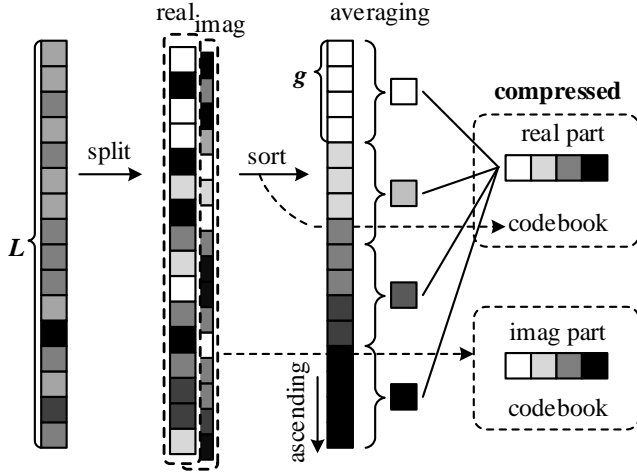 real
imag
averaging
g
compressed
real part
split
sort
codebook
L
imag part
ascending
codebook